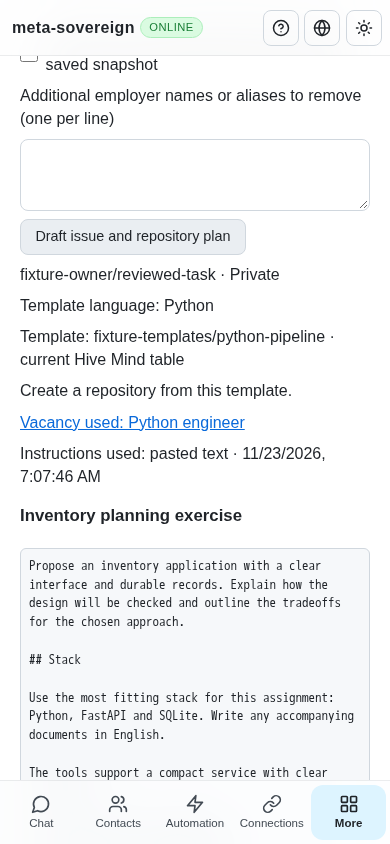 meta-sovereign ONLINE
saved snapshot
Additional employer names or aliases to remove
(one per line)
Draft issue and repository plan
fixture-owner/reviewed-task · Private
Template language: Python
Template: fixture-templates/python-pipeline ·
current Hive Mind table
Create a repository from this template.
Vacancy used: Python engineer
Instructions used: pasted text · 11/23/2026,
7:07:46 AM
Inventory planning exercise
Propose an inventory application with a clear
interface and durable records. Explain how the
design will be checked and outline the tradeoffs
for the chosen approach.
## Stack
Use the most fitting stack for this assignment:
Python, FastAPI and SQLite. Write any accompanying
documents in English.
The tools support a compact service with clear
Chat Contacts Automation Connections More